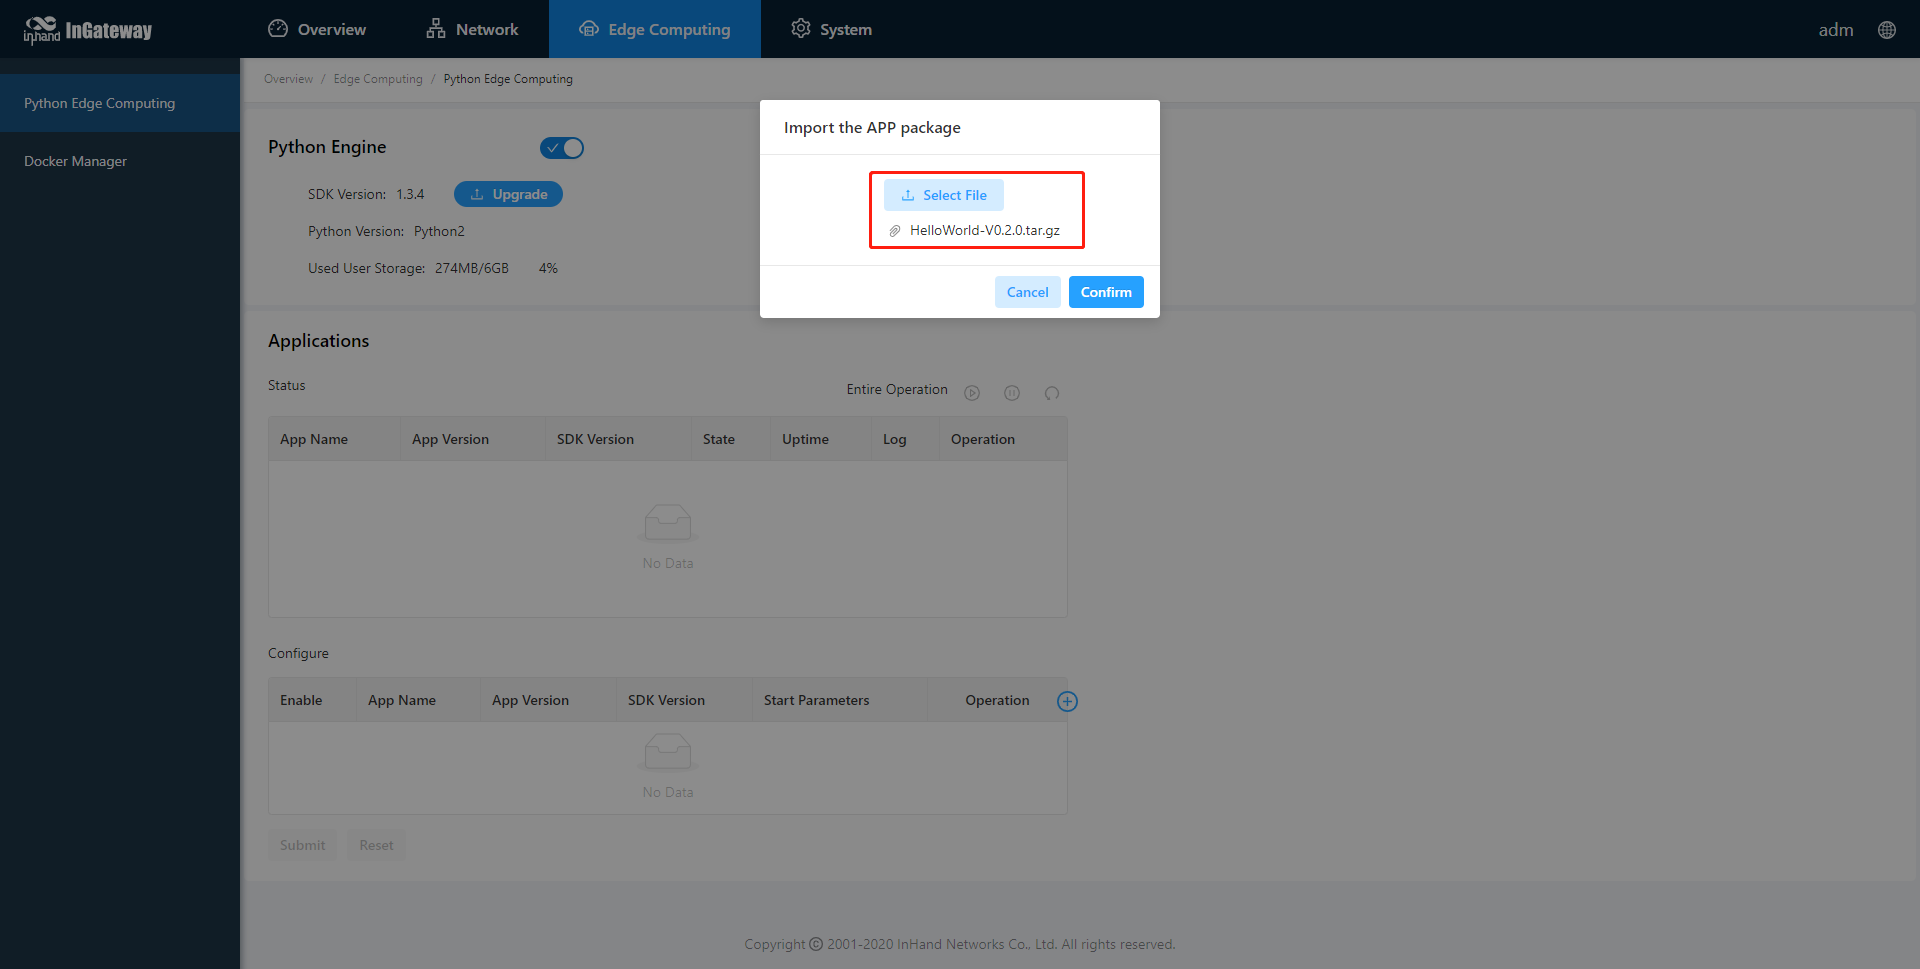 inhand InGateway
Overview
Network
Edge Computing
System
adm
Overview / Edge Computing / Python Edge Computing
Python Edge Computing
Docker Manager
Python Engine
SDK Version: 1.3.4
Upgrade
Python Version: Python2
Used User Storage: 274MB/6GB 4%
Import the APP package
Select File
HelloWorld-V0.2.0.tar.gz
Cancel
Confirm
Applications
Status
Entire Operation
App Name App Version SDK Version State Uptime Log Operation
No Data
Configure
Enable App Name App Version SDK Version Start Parameters Operation
No Data
Submit
Reset
Copyright © 2001-2020 InHand Networks Co., Ltd. All rights reserved.